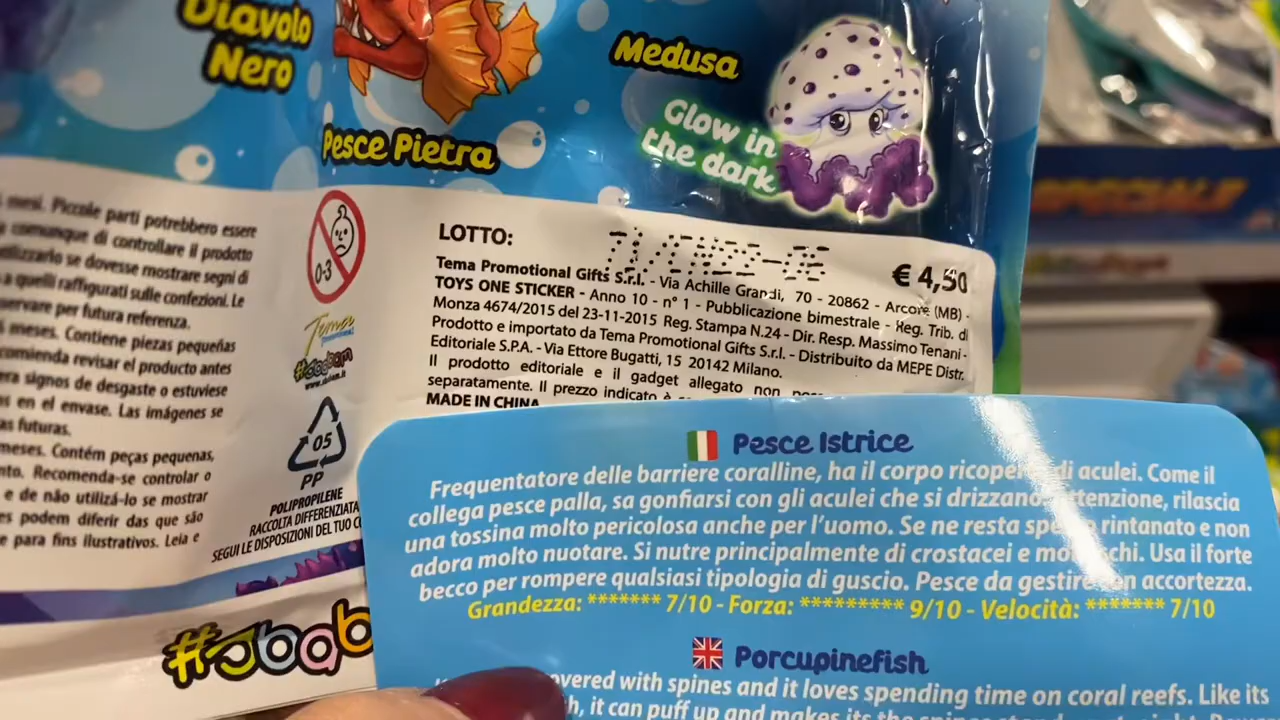 Diavolo
Nero
Pesce Pietra
Medusa
Glow in
the dark
mesi. Piccole parti potrebbero essere
comunque di controllare il prodotto
utilizzarlo se dovesse mostrare segni di
a quelli raffigurati sulle confezioni. Le
servare per futura referenza.
meses. Contiene piezas pequeñas
comienda revisar el producto antes
era signos de desgaste o estuviese
en el envase. Las imágenes se
as futuras.
meses. Contém peças pequenas,
nto. Recomenda-se controlar o
e de não utilizá-lo se mostrar
es podem diferir das que são
e para fins ilustrativos. Leia e
0-3
Tema
05
PP
POLIPROPILENE
RACCOLTA DIFFERENZIATA
SEGUI LE DISPOSIZIONI DEL TUO
LOTTO:
€ 4,50
Tema Promotional Gifts S.r.l. - Via Achille Grandi, 70 - 20862 - Arcore (MB) -
TOYS ONE STICKER - Anno 10 - n° 1 - Pubblicazione bimestrale - Reg. Trib. di
Monza 4674/2015 del 23-11-2015 Reg. Stampa N.24 - Dir. Resp. Massimo Tenani -
Prodotto e importato da Tema Promotional Gifts S.r.l. - Distribuito da MEPE Distr.
Editoriale S.P.A. - Via Ettore Bugatti, 15 20142 Milano.
Il prodotto editoriale e il gadget allegato non
separatamente. Il prezzo indicato è
MADE IN CHINA
Pesce Istrice
Frequentatore delle barriere coralline, ha il corpo di aculei. Come il
collega pesce palla, sa gonfiarsi con gli aculei che si drizzano. rilascia
una tossina molto pericolosa anche per l'uomo. Se ne resta rintanato e non
adora molto nuotare. Si nutre principalmente di crostacei e Usa il forte
becco per rompere qualsiasi tipologia di guscio. Pesce da gestire accortezza.
Grandezza: ******* 7/10 - Forza: ********* 9/10 - Velocità: ******* 7/10
Porcupinefish
covered with spines and it loves spending time on coral reefs. Like its
it can puff up and makes its the spines